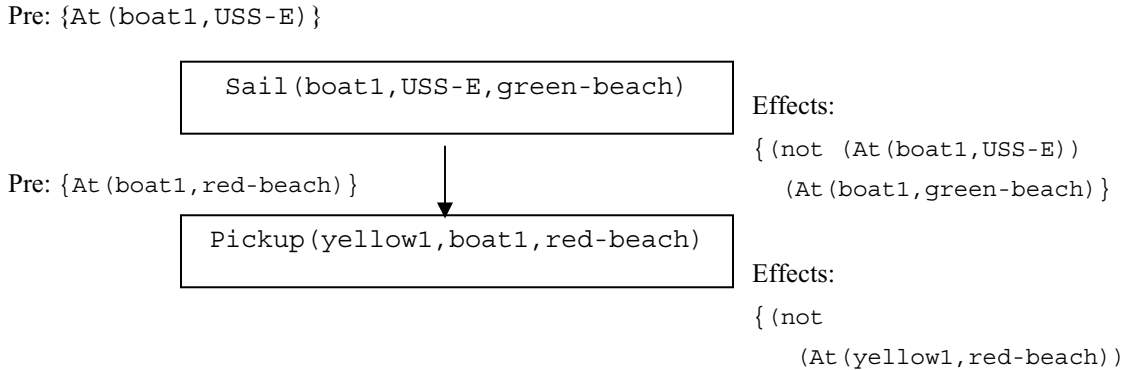 Pre: {At(boat1,USS-E)}
Sail(boat1,USS-E,green-beach)
Effects:
{(not (At(boat1,USS-E))
(At(boat1,green-beach)}
Pre: {At(boat1,red-beach)}
Pickup(yellow1,boat1,red-beach)
Effects:
{(not
(At(yellow1,red-beach))